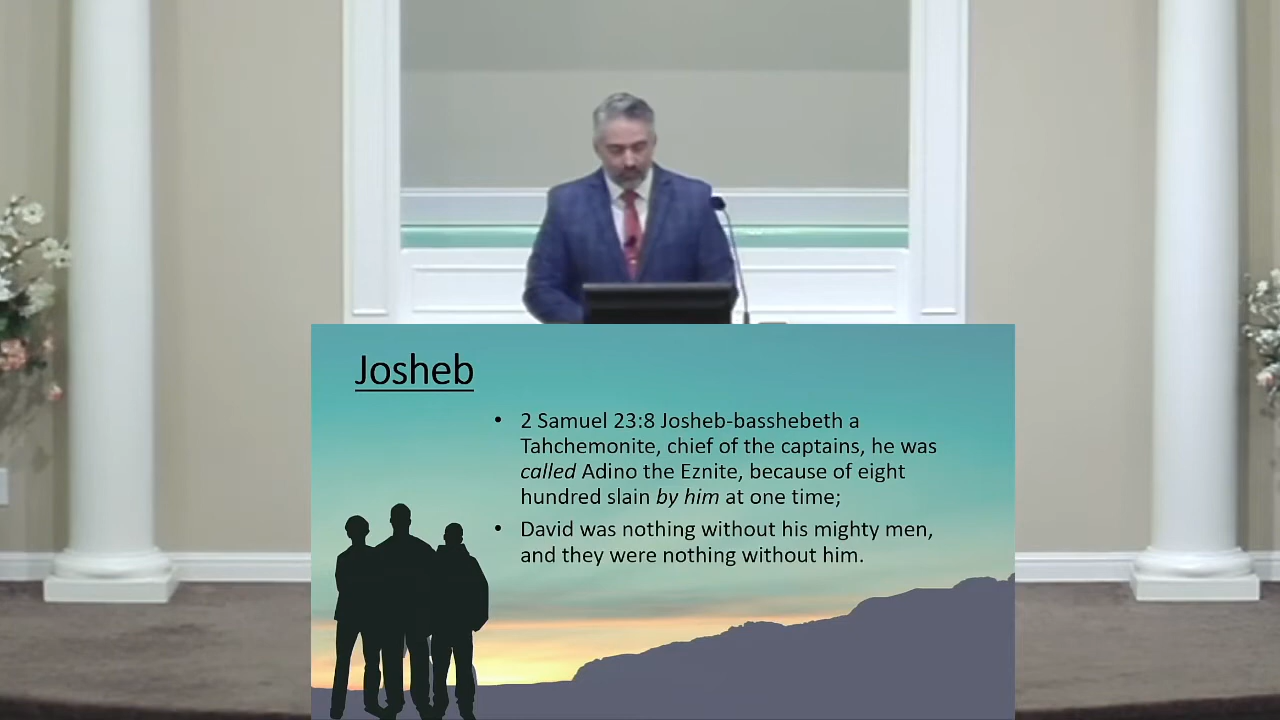 Josheb
• 2 Samuel 23:8 Josheb-basshebeth a
Tahchemonite, chief of the captains, he was
called Adino the Eznite, because of eight
hundred slain by him at one time;
• David was nothing without his mighty men,
and they were nothing without him.